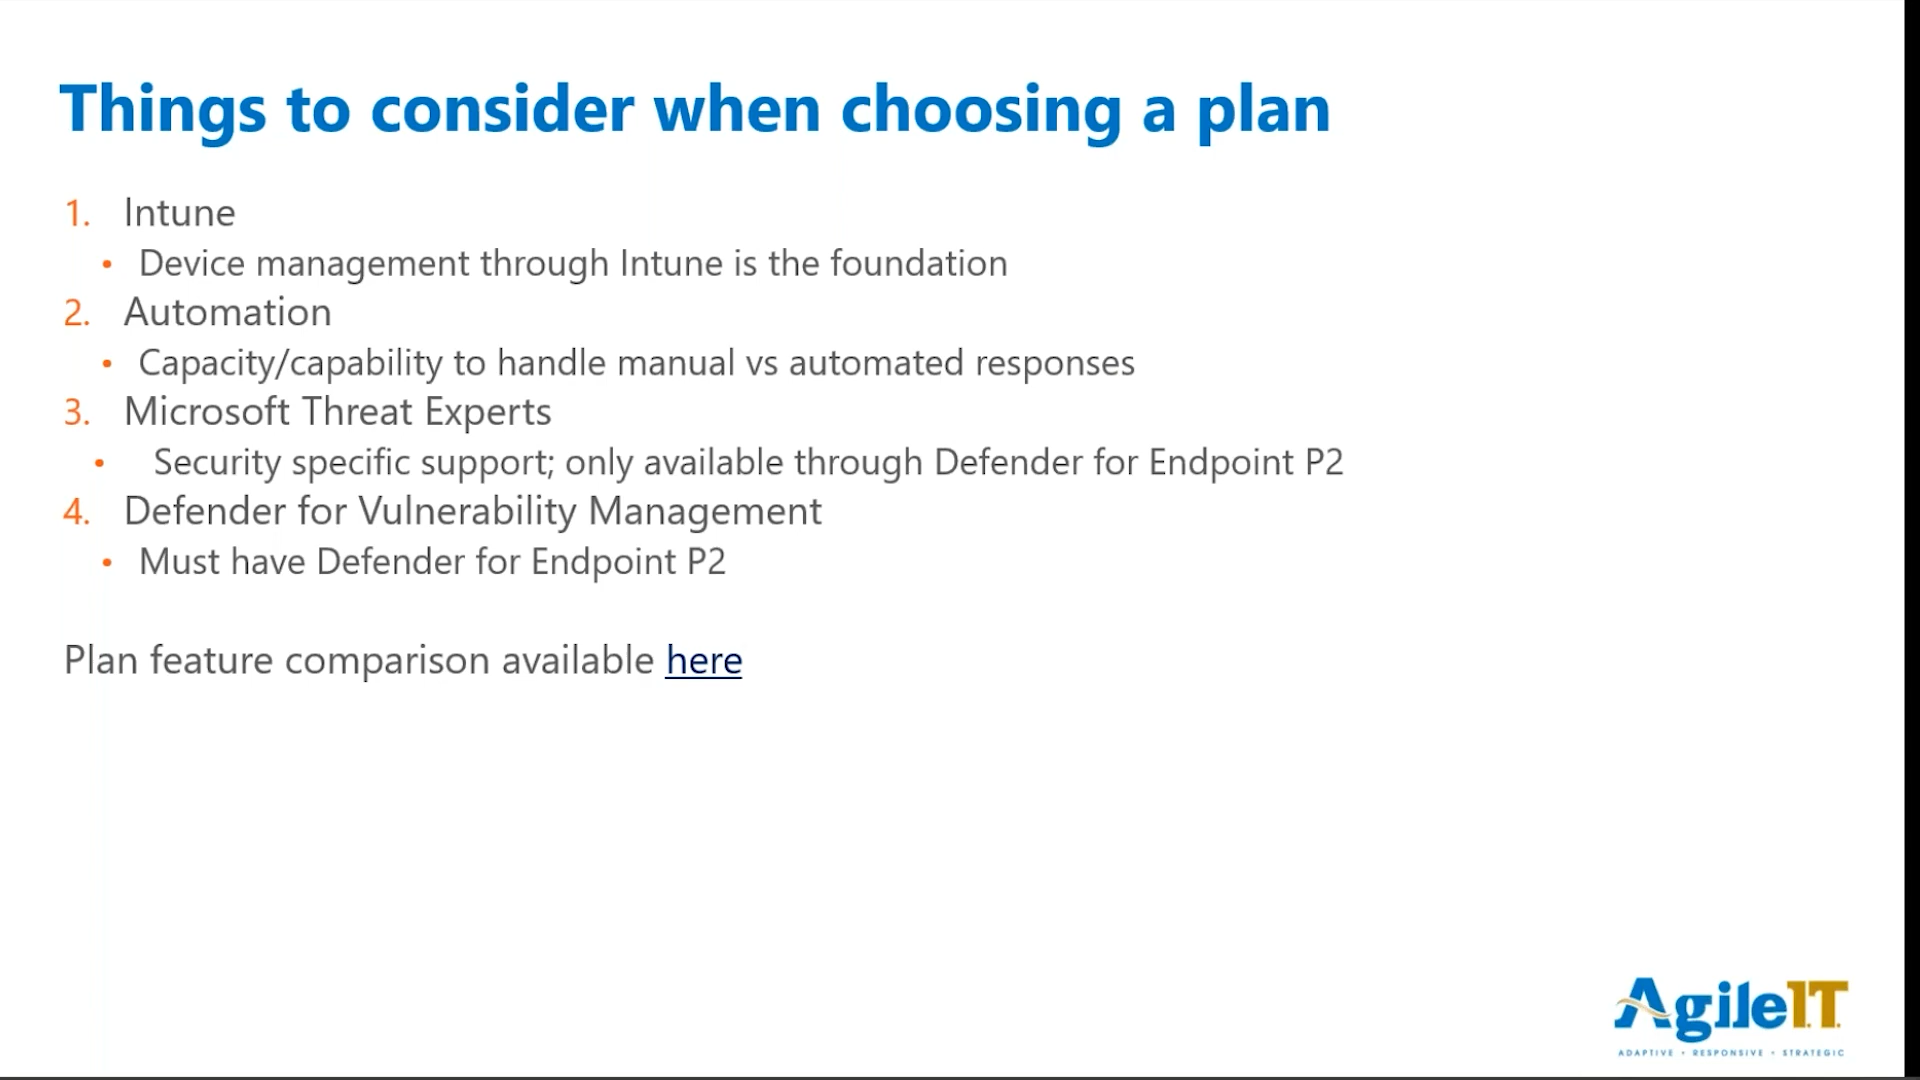 Things to consider when choosing a plan
1. Intune
• Device management through Intune is the foundation
2. Automation
• Capacity/capability to handle manual vs automated responses
3. Microsoft Threat Experts
• Security specific support; only available through Defender for Endpoint P2
4. Defender for Vulnerability Management
• Must have Defender for Endpoint P2
Plan feature comparison available here
AgileIT
ADAPTIVE • RESPONSIVE • STRATEGIC